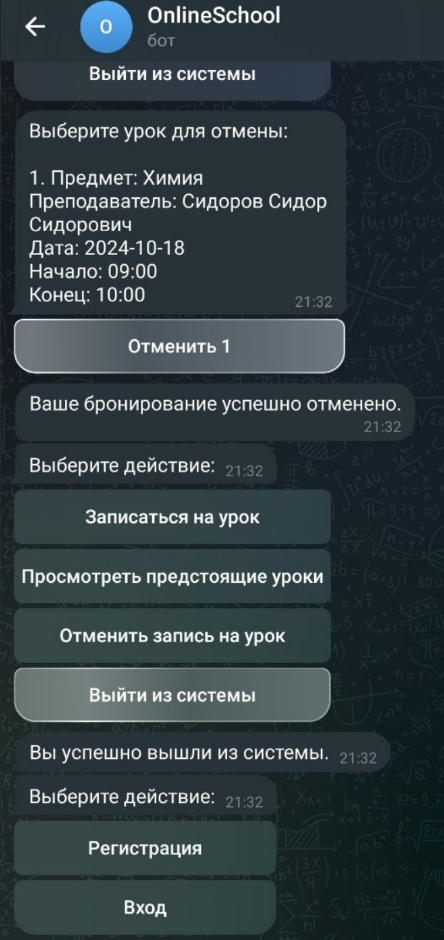 O
OnlineSchool
бот
Выйти из системы
Выберите урок для отмены:
1. Предмет: Химия
Преподаватель: Сидоров Сидор
Сидорович
Дата: 2024-10-18
Начало: 09:00
Конец: 10:00
21:32
Отменить 1
Ваше бронирование успешно отменено.
21:32
Выберите действие: 21:32
Записаться на урок
Просмотреть предстоящие уроки
Отменить запись на урок
Выйти из системы
Вы успешно вышли из системы. 21:32
Выберите действие: 21:32
Регистрация
Вход